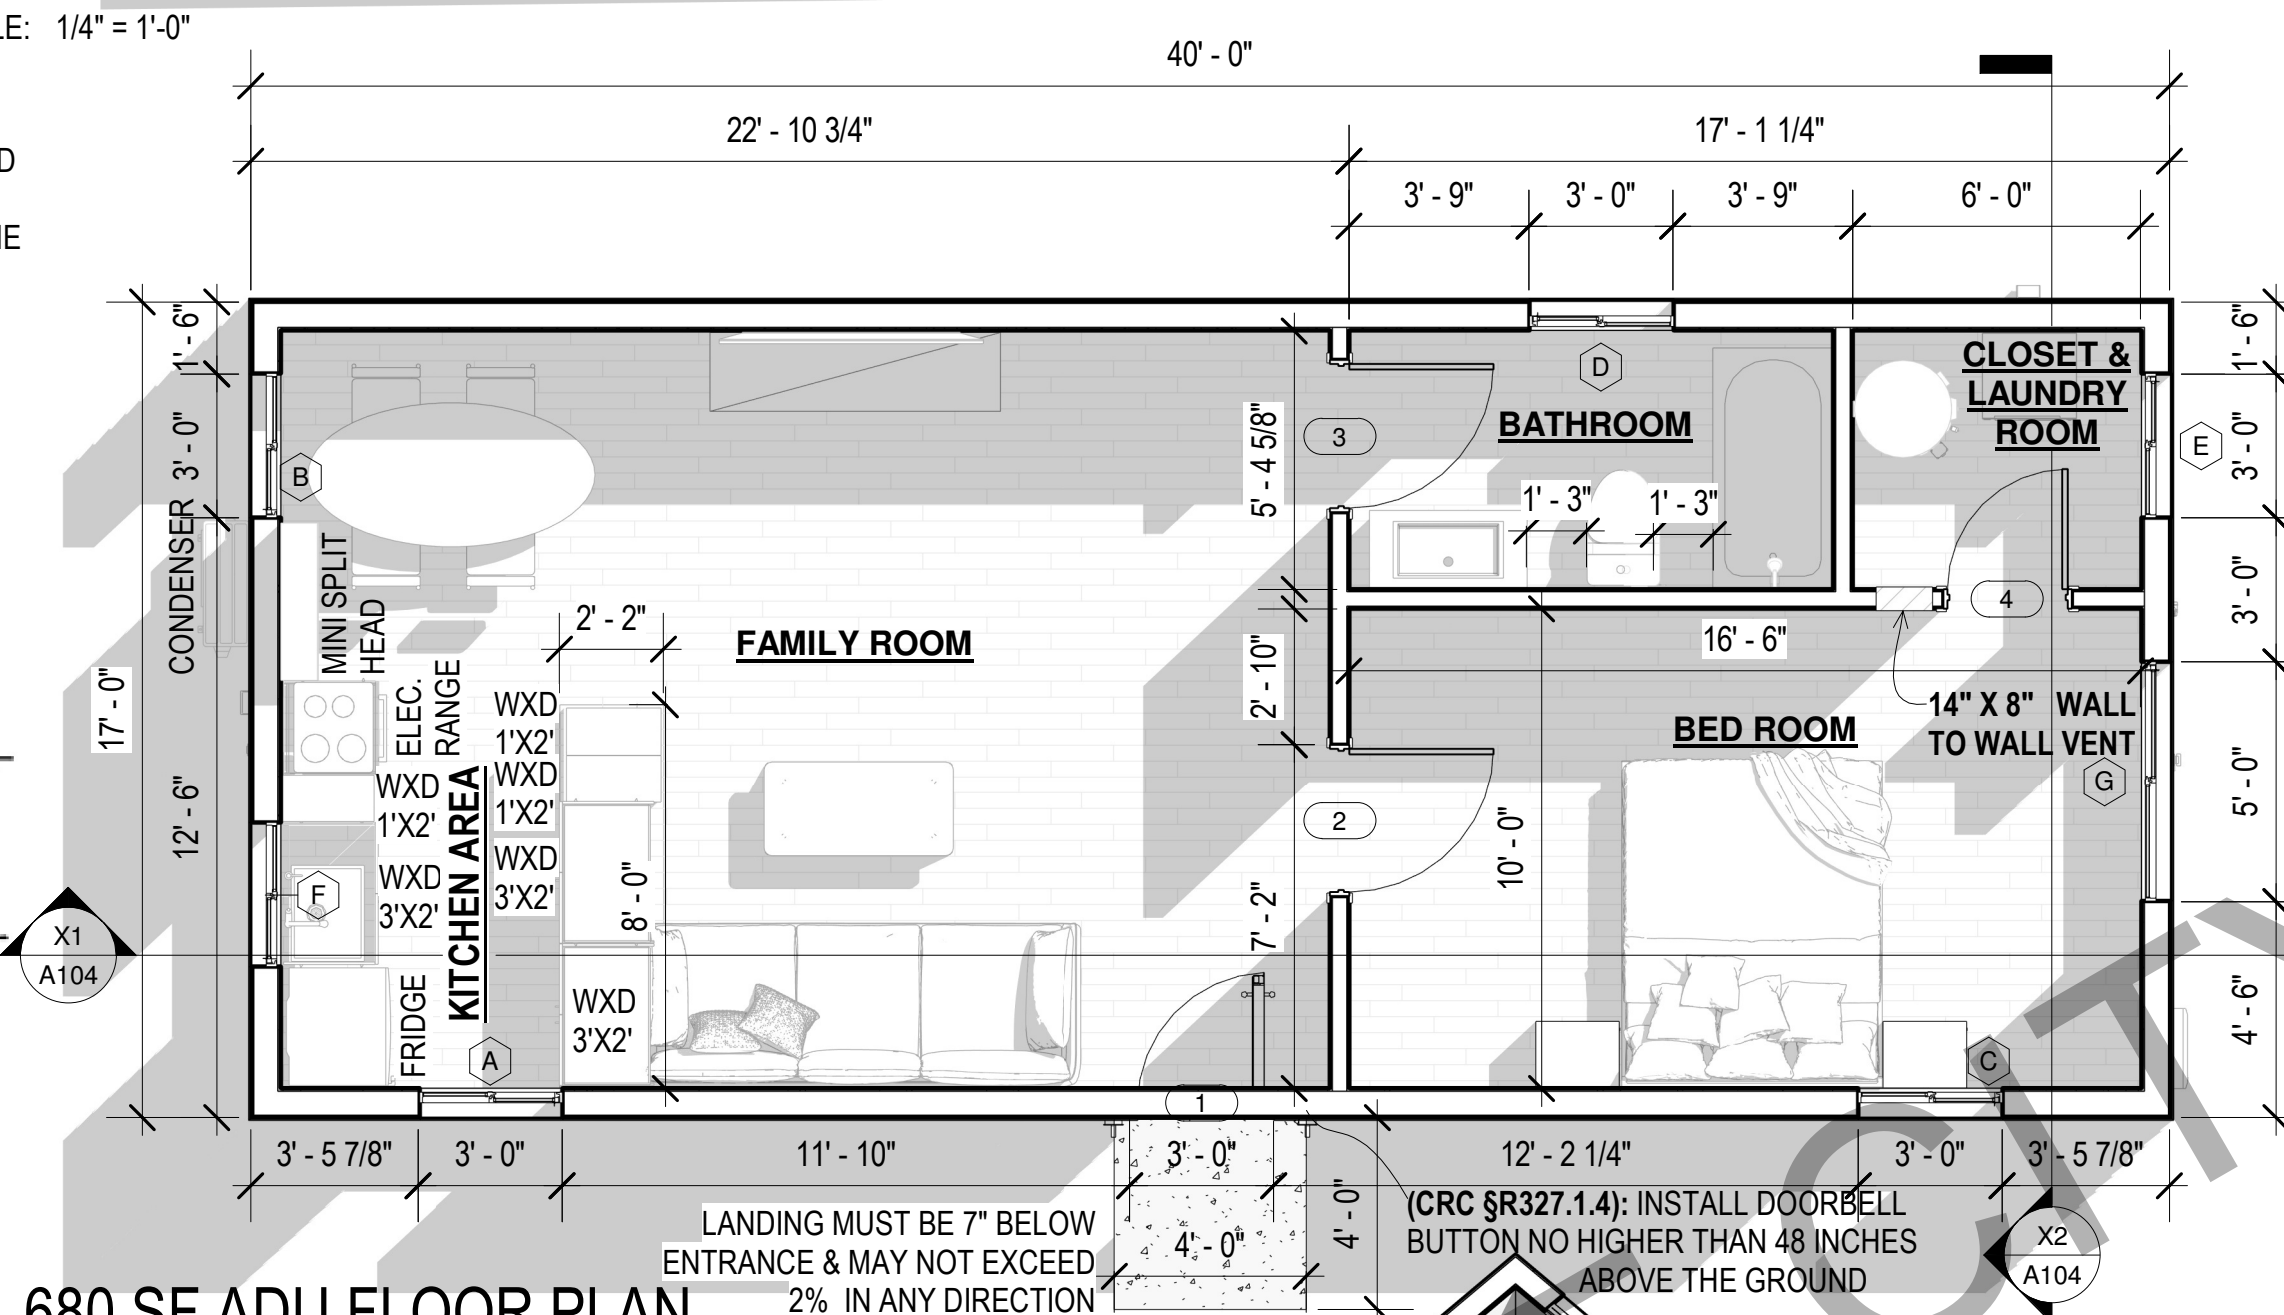 LE: 1/4" = 1'-0"
40' - 0"
22' - 10 3/4"
17' - 1 1/4"
D
3' - 9"
3' - 0"
3' - 9"
6' - 0"
1' - 6"
1' - 6"
CLOSET &
LAUNDRY
ROOM
D
BATHROOM
3
5' - 4 5/8"
3' - 0"
B
E
3' - 0"
1' - 3"
1' - 3"
CONDENSER
MINI SPLIT
HEAD
4
3' - 0"
2' - 2"
FAMILY ROOM
16' - 6"
17' - 0"
ELEC.
RANGE
WXD
1'X2'
2' - 10"
14" X 8" WALL
TO WALL VENT
BED ROOM
WXD
1'X2'
WXD
1'X2'
G
5' - 0"
12' - 6"
KITCHEN AREA
2
10' - 0"
WXD
3'X2'
WXD
3'X2'
F
8' - 0"
7' - 2"
X1
A104
FRIDGE
WXD
3'X2'
A
C
4' - 6"
1
3' - 5 7/8"
3' - 0"
11' - 10"
3' - 0"
12' - 2 1/4"
3' - 0"
3' - 5 7/8"
4' - 0"
4' - 0"
LANDING MUST BE 7" BELOW
ENTRANCE & MAY NOT EXCEED
2% IN ANY DIRECTION
(CRC §R327.1.4): INSTALL DOORBELL
BUTTON NO HIGHER THAN 48 INCHES
ABOVE THE GROUND
X2
A104
CITY
680 SF ADU FLOOR PLAN